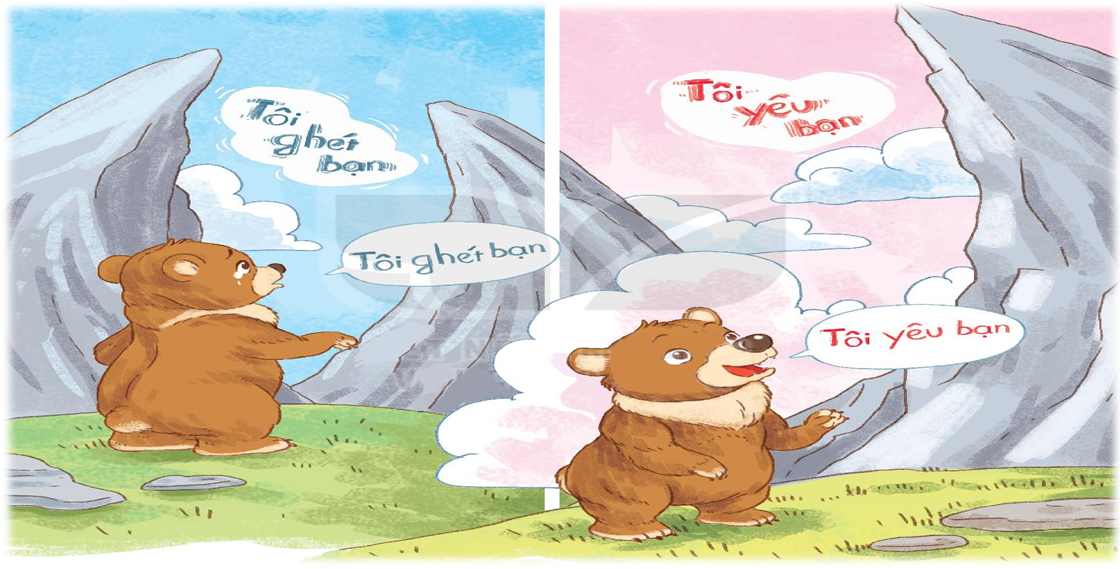 Tôi
ghét
bạn
Tôi ghét bạn
Tôi
yêu
bạn
Tôi yêu bạn